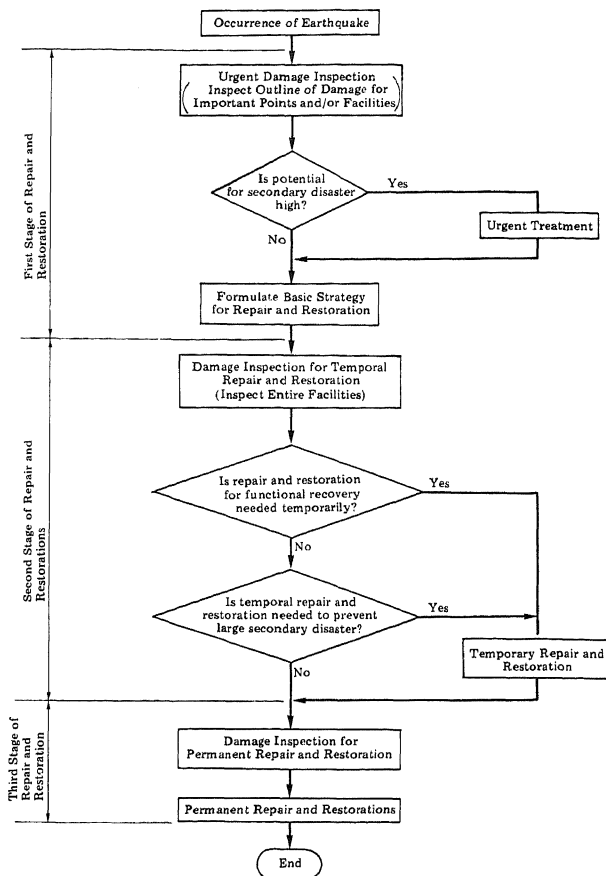 Occurrence of Earthquake
First Stage of Repair and
Restoration
Urgent Damage Inspection
(Inspect Outline of Damage for
Important Points and/or Facilities)
Is potential
for secondary disaster
high?
Yes
Urgent Treatment
No
Formulate Basic Strategy
for Repair and Restoration
Second Stage of Repair and
Restorations
Damage Inspection for Temporal
Repair and Restoration
(Inspect Entire Facilities)
Is repair and restoration
for functional recovery
needed temporarily?
Yes
No
Is temporal repair and
restoration needed to prevent
large secondary disaster?
Yes
Temporary Repair and
Restoration
No
Third Stage of
Repair and
Restoration
Damage Inspection for
Permanent Repair and Restoration
Permanent Repair and Restorations
End